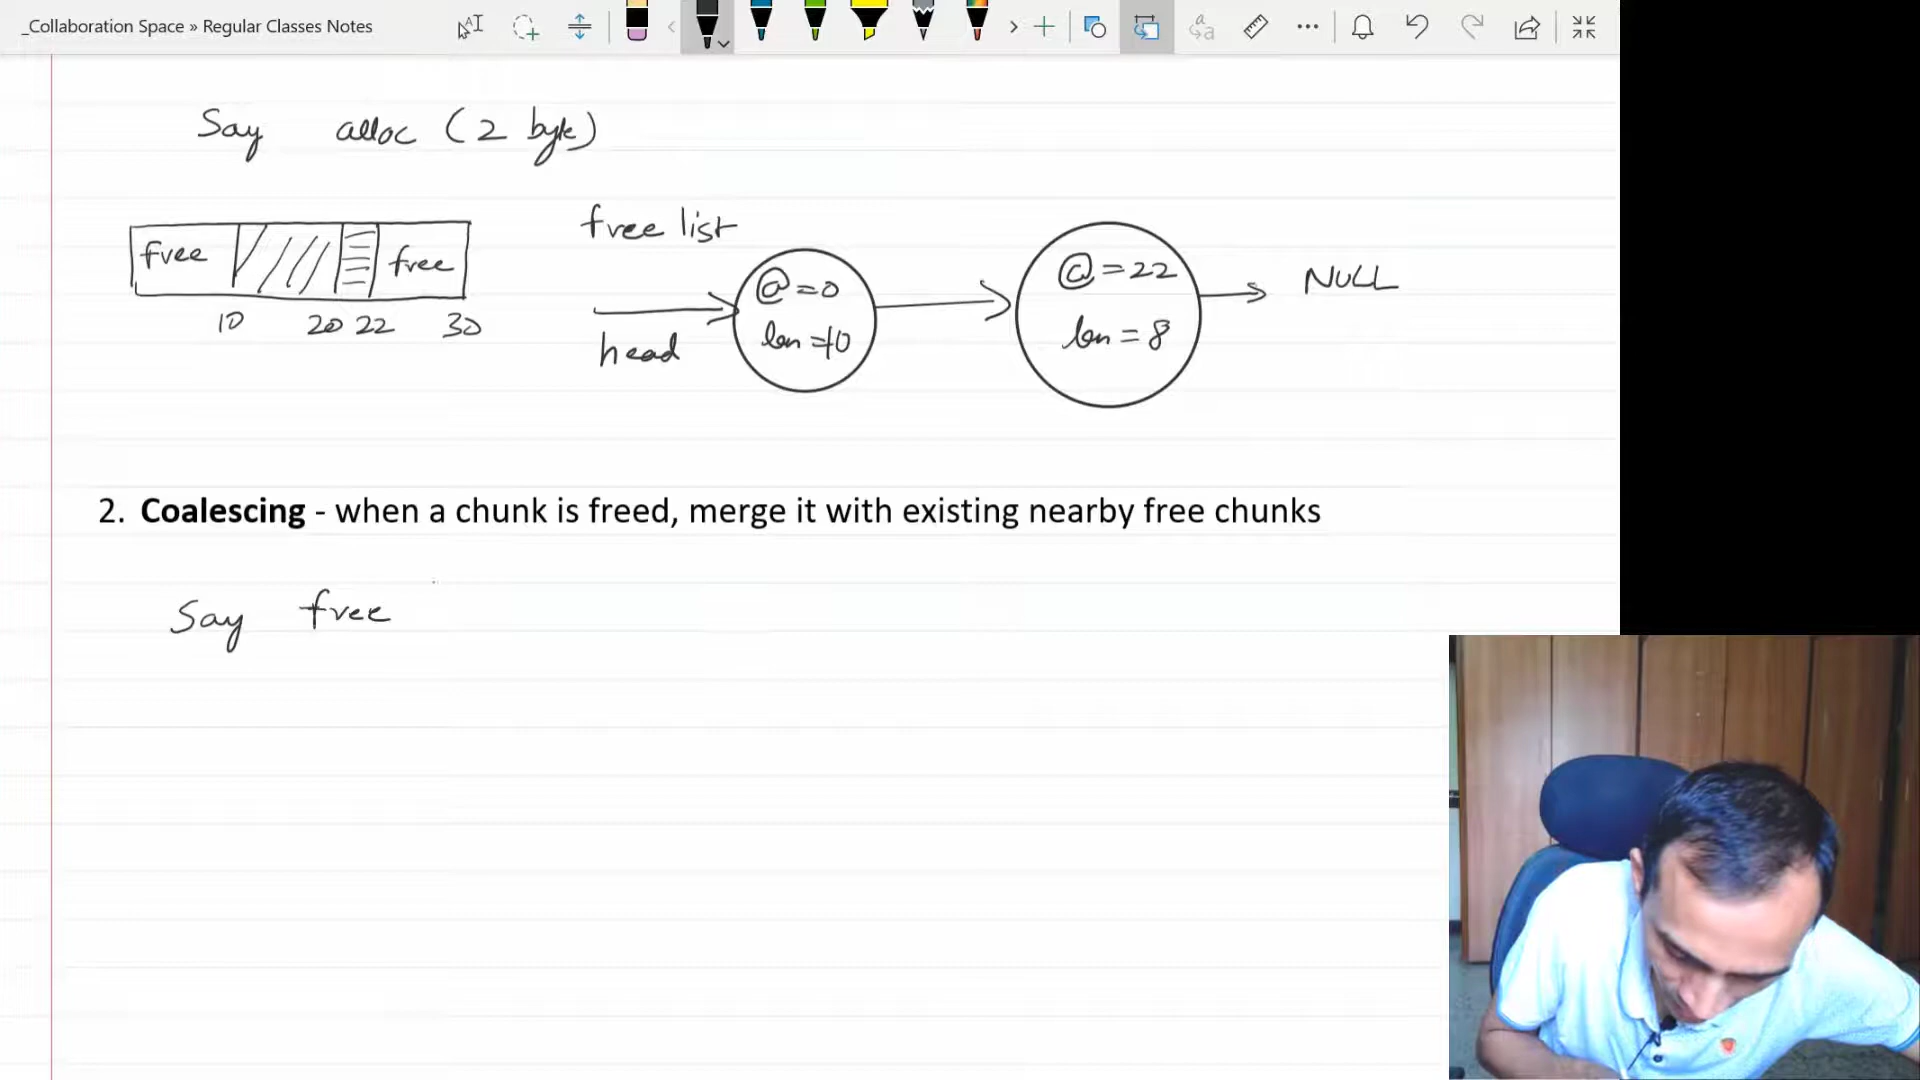 _Collaboration Space » Regular Classes Notes
Say alloc (2 byte)
free free
10 20 22 30
free list
head
@=0
len=10
@=22
len = 8
NULL
2. Coalescing - when a chunk is freed, merge it with existing nearby free chunks
Say free